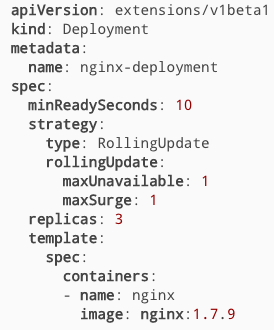 apiVersion: extensions/v1beta1
kind: Deployment
metadata:
  name: nginx-deployment
spec:
  minReadySeconds: 10
  strategy:
    type: RollingUpdate
    rollingUpdate:
      maxUnavailable: 1
      maxSurge: 1
  replicas: 3
  template:
    spec:
      containers:
      - name: nginx
        image: nginx:1.7.9